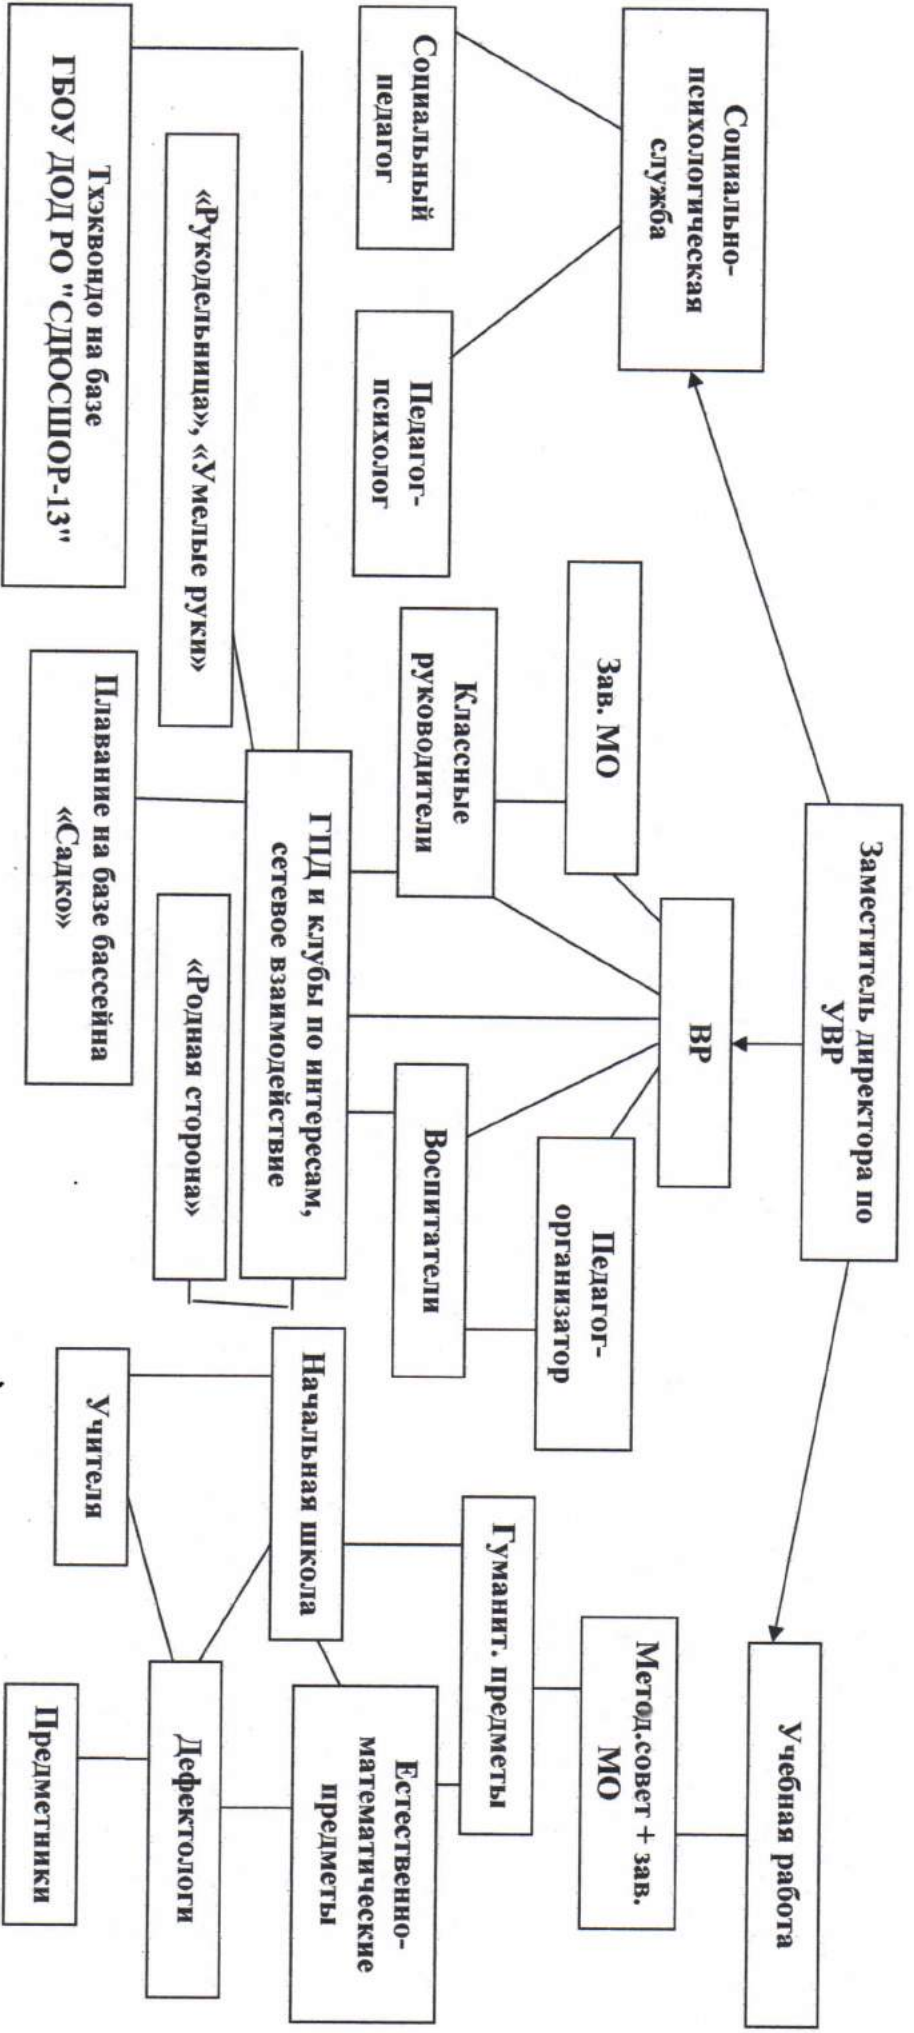 Заместитель директора по
УВР
Социально-
психологическая
служба
ВР
Учебная работа
Социальный
педагог
Педагог-
психолог
Зав. МО
Классные
руководители
Педагог-
организатор
Воспитатели
Метод.совет + зав.
МО
Гуманит. предметы
ГПД и клубы по интересам,
сетевое взаимодействие
Начальная школа
Естественно-
математические
предметы
«Рукодельница», «Умелые руки»
«Родная сторона»
Дефектологи
Тхэквондо на базе
ГБОУ ДОД РО "СДЮСШОР-13"
Плавание на базе бассейна
«Садко»
Учителя
Предметники